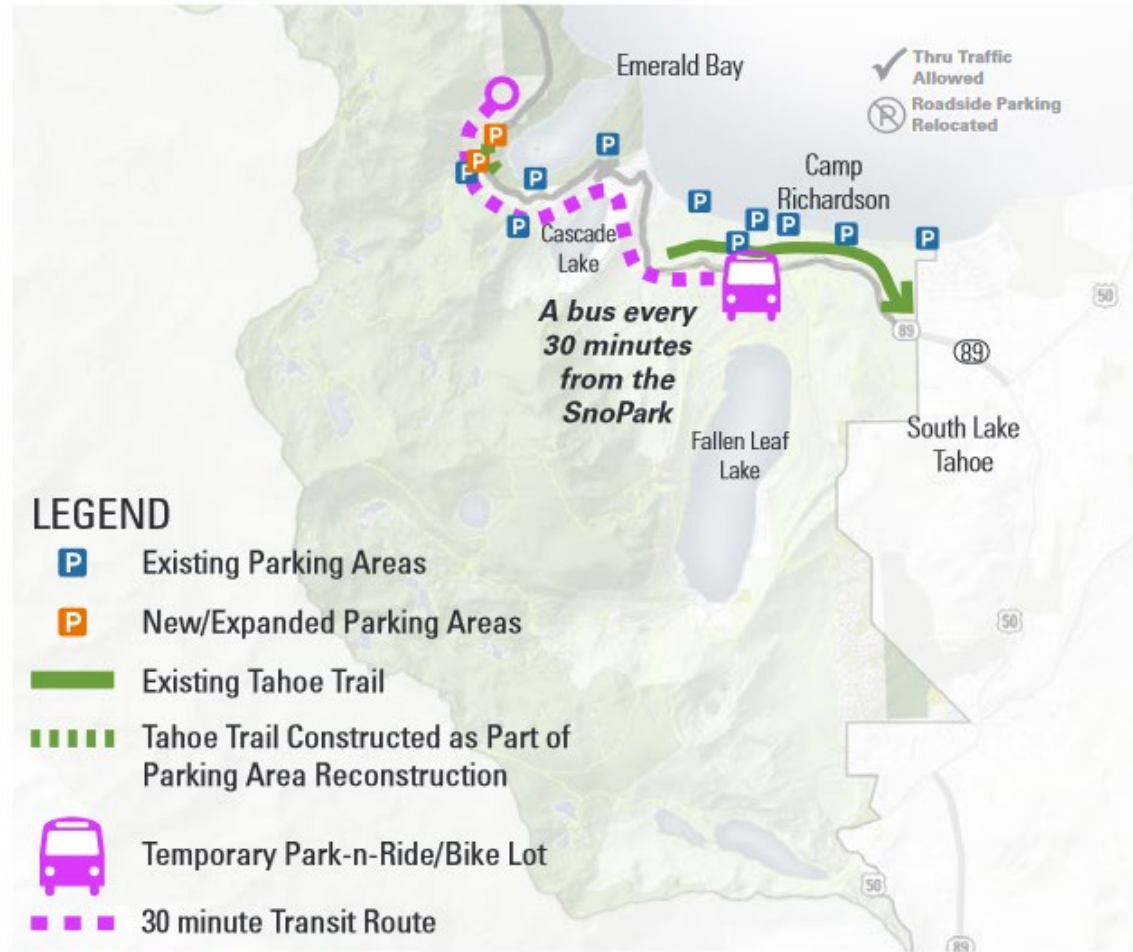 Emerald Bay
Thru Traffic
Allowed
P
Roadside Parking
Relocated
P
P
P
P
P
P
Camp
Richardson
P
P
P
P
P
P
P
Cascade
Lake
A bus every
30 minutes
from the
SnoPark
50
89
89
Fallen Leaf
Lake
South Lake
Tahoe
50
50
89
LEGEND
P Existing Parking Areas
P New/Expanded Parking Areas
Existing Tahoe Trail
Tahoe Trail Constructed as Part of
Parking Area Reconstruction
Temporary Park-n-Ride/Bike Lot
30 minute Transit Route